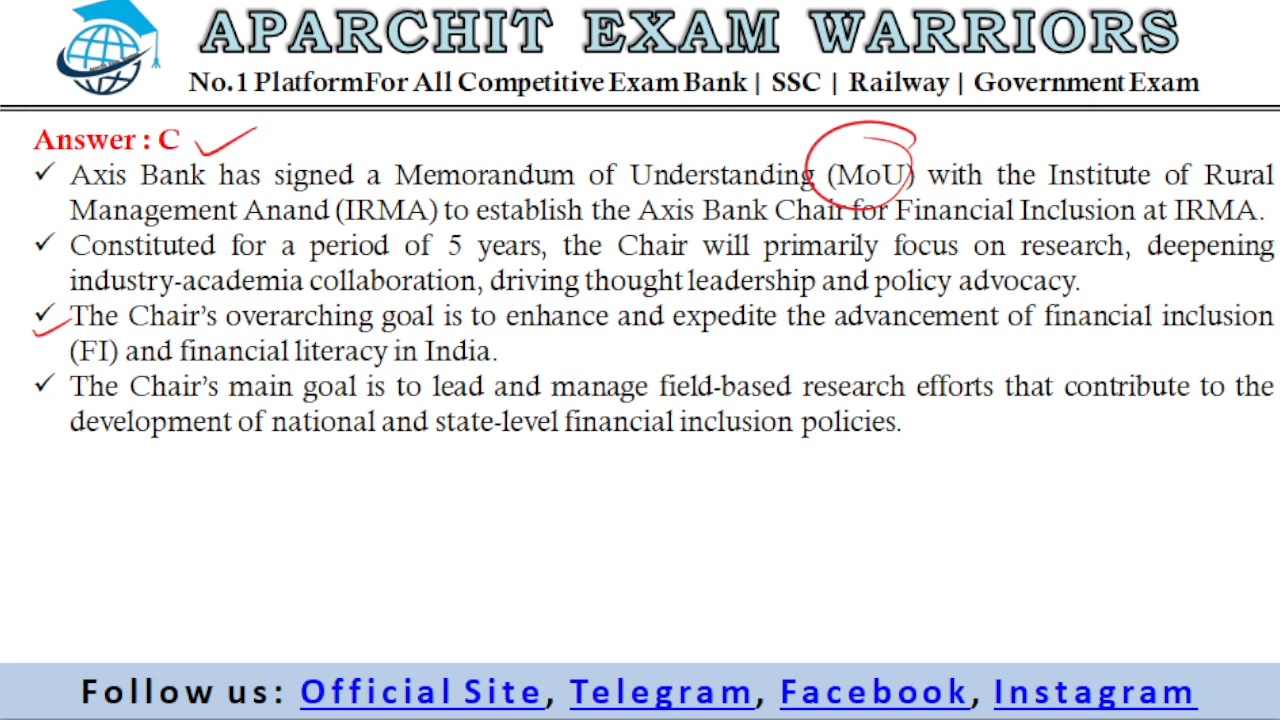 APARCHIT EXAM WARRIORS
No.1 PlatformFor All Competitive Exam Bank | SSC | Railway | Government Exam
Answer : C
✓ Axis Bank has signed a Memorandum of Understanding (MoU) with the Institute of Rural
Management Anand (IRMA) to establish the Axis Bank Chair for Financial Inclusion at IRMA.
✓ Constituted for a period of 5 years, the Chair will primarily focus on research, deepening
industry-academia collaboration, driving thought leadership and policy advocacy.
✓ The Chair’s overarching goal is to enhance and expedite the advancement of financial inclusion
(FI) and financial literacy in India.
✓ The Chair’s main goal is to lead and manage field-based research efforts that contribute to the
development of national and state-level financial inclusion policies.
Follow us: Official Site, Telegram, Facebook, Instagram